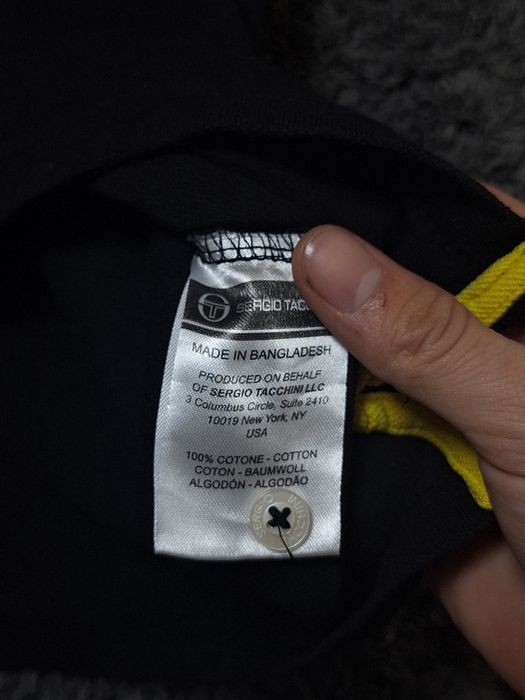 SERGIO TACC
MADE IN BANGLADESH
PRODUCED ON BEHALF
OF SERGIO TACCHINI LLC
3 Columbus Circle, Suite 2410
10019 New York, NY
USA
100% COTONE - COTTON
COTON - BAUMWOLL
ALGODÓN - ALGODÃO
SERGIO